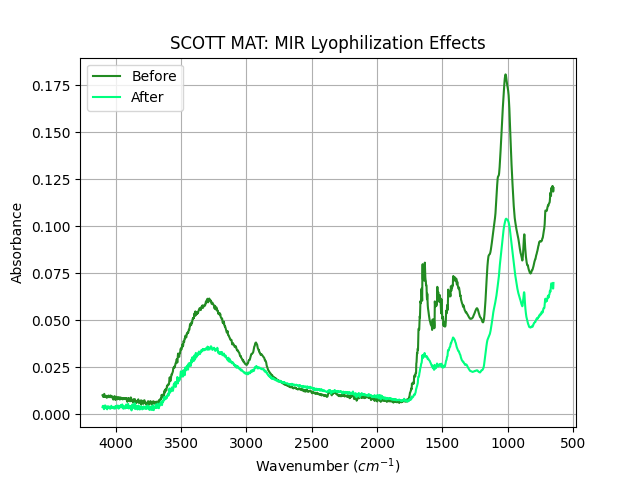 SCOTT MAT: MIR Lyophilization Effects
Before
After
Absorbance
0.175
0.150
0.125
0.100
0.075
0.050
0.025
0.000
4000 3500 3000 2500 2000 1500 1000 500
Wavenumber (cm⁻¹)